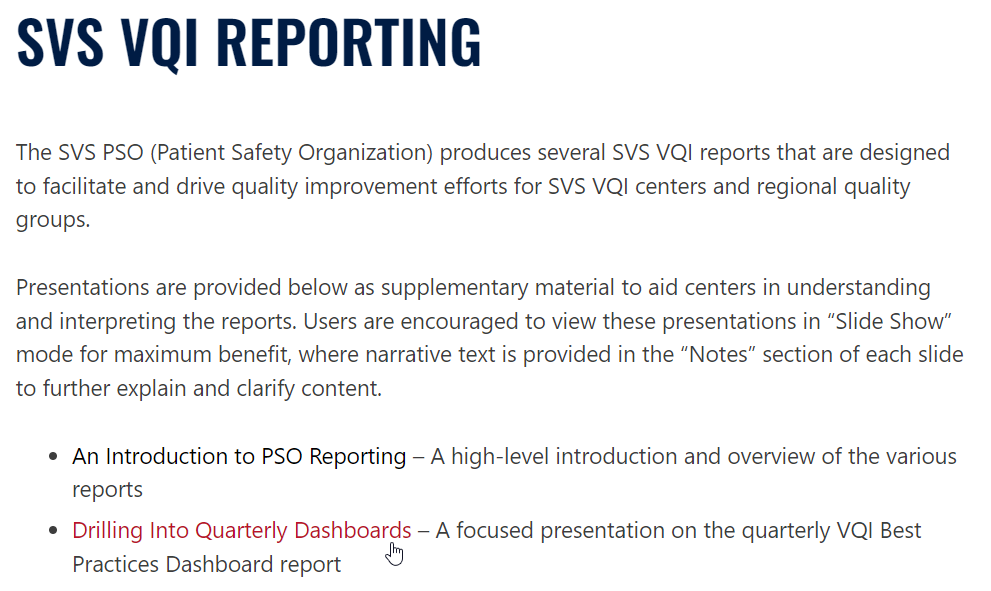 SVS VQI REPORTING
The SVS PSO (Patient Safety Organization) produces several SVS VQI reports that are designed
to facilitate and drive quality improvement efforts for SVS VQI centers and regional quality
groups.
Presentations are provided below as supplementary material to aid centers in understanding
and interpreting the reports. Users are encouraged to view these presentations in “Slide Show”
mode for maximum benefit, where narrative text is provided in the “Notes” section of each slide
to further explain and clarify content.
• An Introduction to PSO Reporting – A high-level introduction and overview of the various
reports
• Drilling Into Quarterly Dashboards – A focused presentation on the quarterly VQI Best
Practices Dashboard report